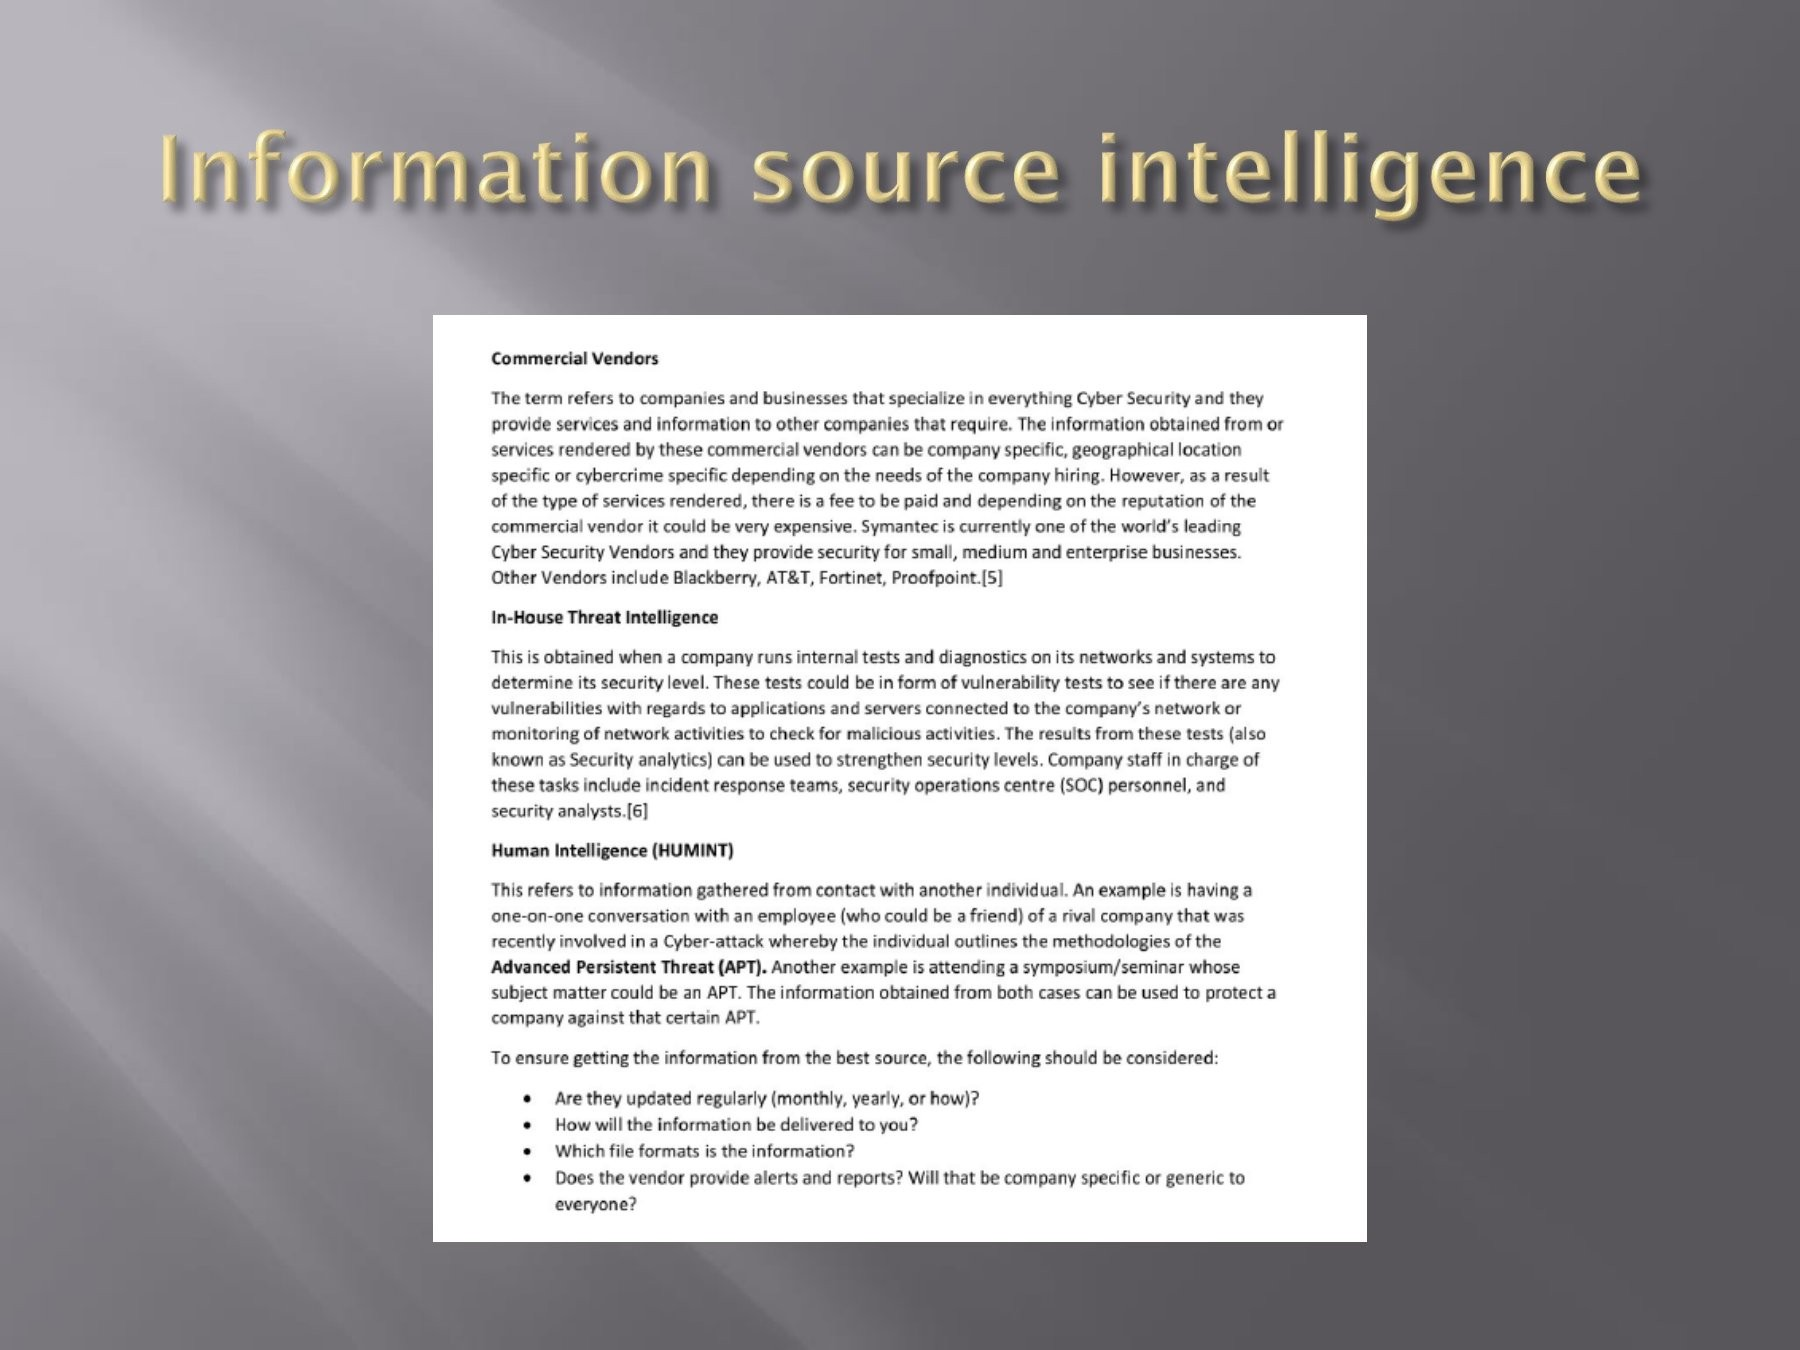 Information source intelligence
Commercial Vendors
The term refers to companies and businesses that specialize in everything Cyber Security and they
provide services and information to other companies that require. The information obtained from or
services rendered by these commercial vendors can be company specific, geographical location
specific or cybercrime specific depending on the needs of the company hiring. However, as a result
of the type of services rendered, there is a fee to be paid and depending on the reputation of the
commercial vendor it could be very expensive. Symantec is currently one of the world's leading
Cyber Security Vendors and they provide security for small, medium and enterprise businesses.
Other Vendors include Blackberry, AT&T, Fortinet, Proofpoint.[5]
In-House Threat Intelligence
This is obtained when a company runs internal tests and diagnostics on its networks and systems to
determine its security level. These tests could be in form of vulnerability tests to see if there are any
vulnerabilities with regards to applications and servers connected to the company's network or
monitoring of network activities to check for malicious activities. The results from these tests (also
known as Security analytics) can be used to strengthen security levels. Company staff in charge of
these tasks include incident response teams, security operations centre (SOC) personnel, and
security analysts.[6]
Human Intelligence (HUMINT)
This refers to information gathered from contact with another individual. An example is having a
one-on-one conversation with an employee (who could be a friend) of a rival company that was
recently involved in a Cyber-attack whereby the individual outlines the methodologies of the
Advanced Persistent Threat (APT). Another example is attending a symposium/seminar whose
subject matter could be an APT. The information obtained from both cases can be used to protect a
company against that certain APT.
To ensure getting the information from the best source, the following should be considered:
• Are they updated regularly (monthly, yearly, or how)?
• How will the information be delivered to you?
• Which file formats is the information?
• Does the vendor provide alerts and reports? Will that be company specific or generic to
everyone?